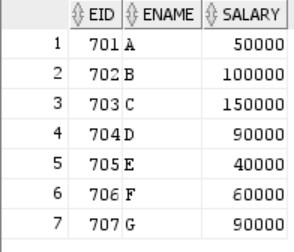 EID ENAME SALARY
1 701 A 50000
2 702 B 100000
3 703 C 150000
4 704 D 90000
5 705 E 40000
6 706 F 60000
7 707 G 90000